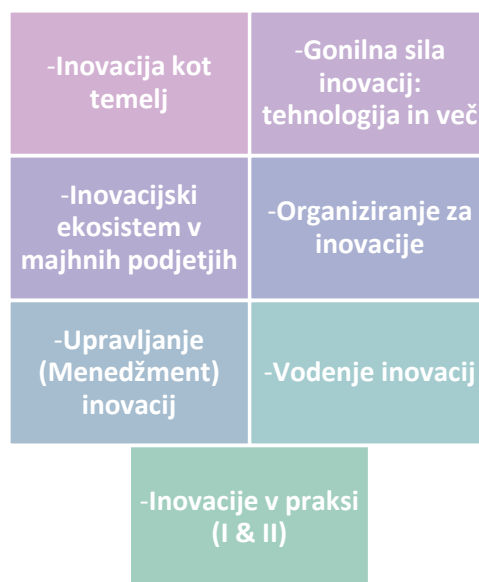 -Inovacija kot
temelj
-Gonilna sila
inovacij:
tehnologija in več
-Inovacijski
ekosistem v
majhnih podjetjih
-Organiziranje za
inovacije
-Upravljanje
(Menedžment)
inovacij
-Vodenje inovacij
-Inovacije v praksi
(I & II)